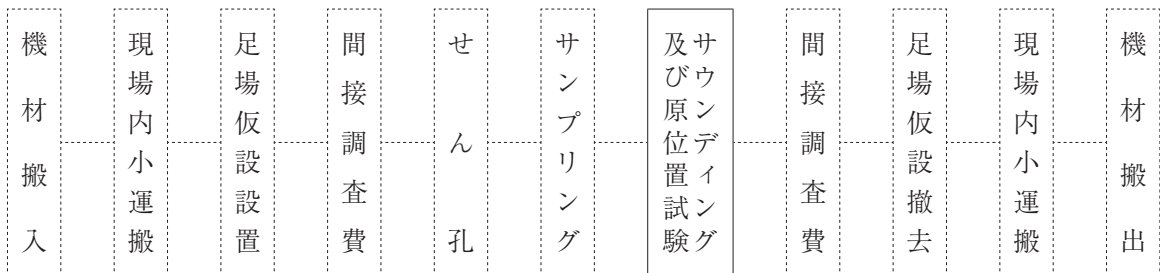 機材搬入
現場内小運搬
足場仮設設置
間接調査費
せん孔
サンプリング
サウンディング
及び原位置試験
間接調査費
足場仮設撤去
現場内小運搬
機材搬出